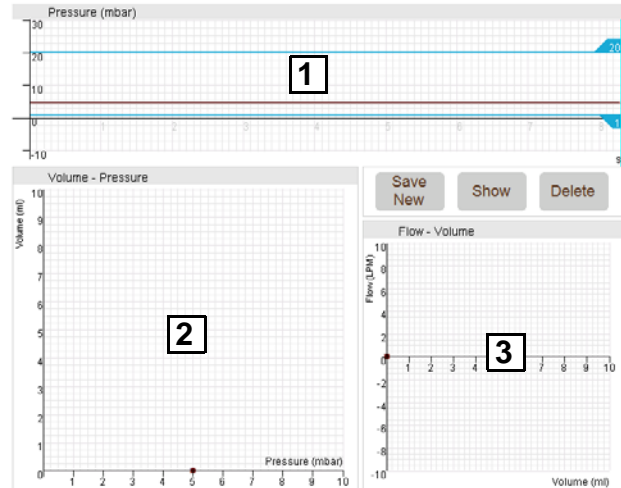 Pressure (mbar)
30
20
20
1
10
0
1 2 3 4 5 6 7 8
1
-10
s
Volume - Pressure
Save New
Show
Delete
Volume (ml)
10
9
8
7
6
5
4
3
2
1
0
2
Pressure (mbar)
1 2 3 4 5 6 7 8 9 10
Flow - Volume
Flow (LPM)
10
8
6
4
2
0
-2
-4
-6
-8
-10
3
1 2 3 4 7 8 9 10
Volume (ml)